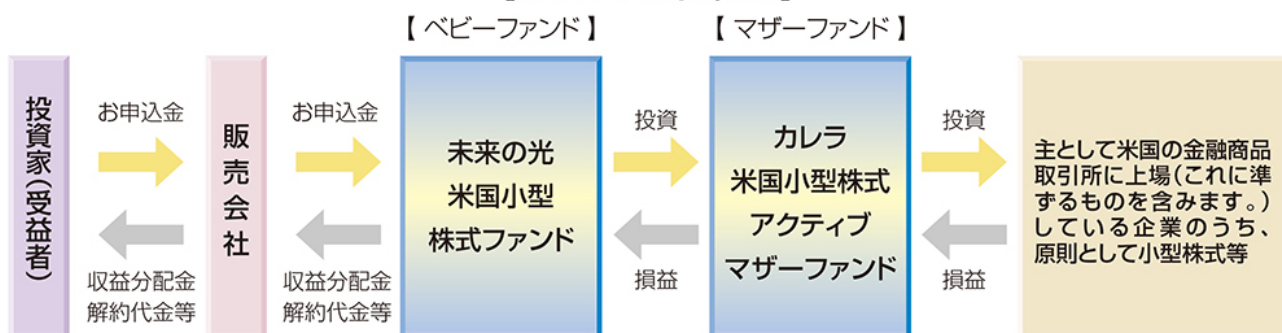 【 ベビーファンド 】
【 マザーファンド 】
投資家(受益者)
お申込金
収益分配金
解約代金等
販売会社
お申込金
収益分配金
解約代金等
未来の光
米国小型
株式ファンド
投資
損益
カレラ
米国小型株式
アクティブ
マザーファンド
投資
損益
主として米国の金融商品
取引所に上場(これに準
ずるものを含みます。)
している企業のうち、
原則として小型株式等